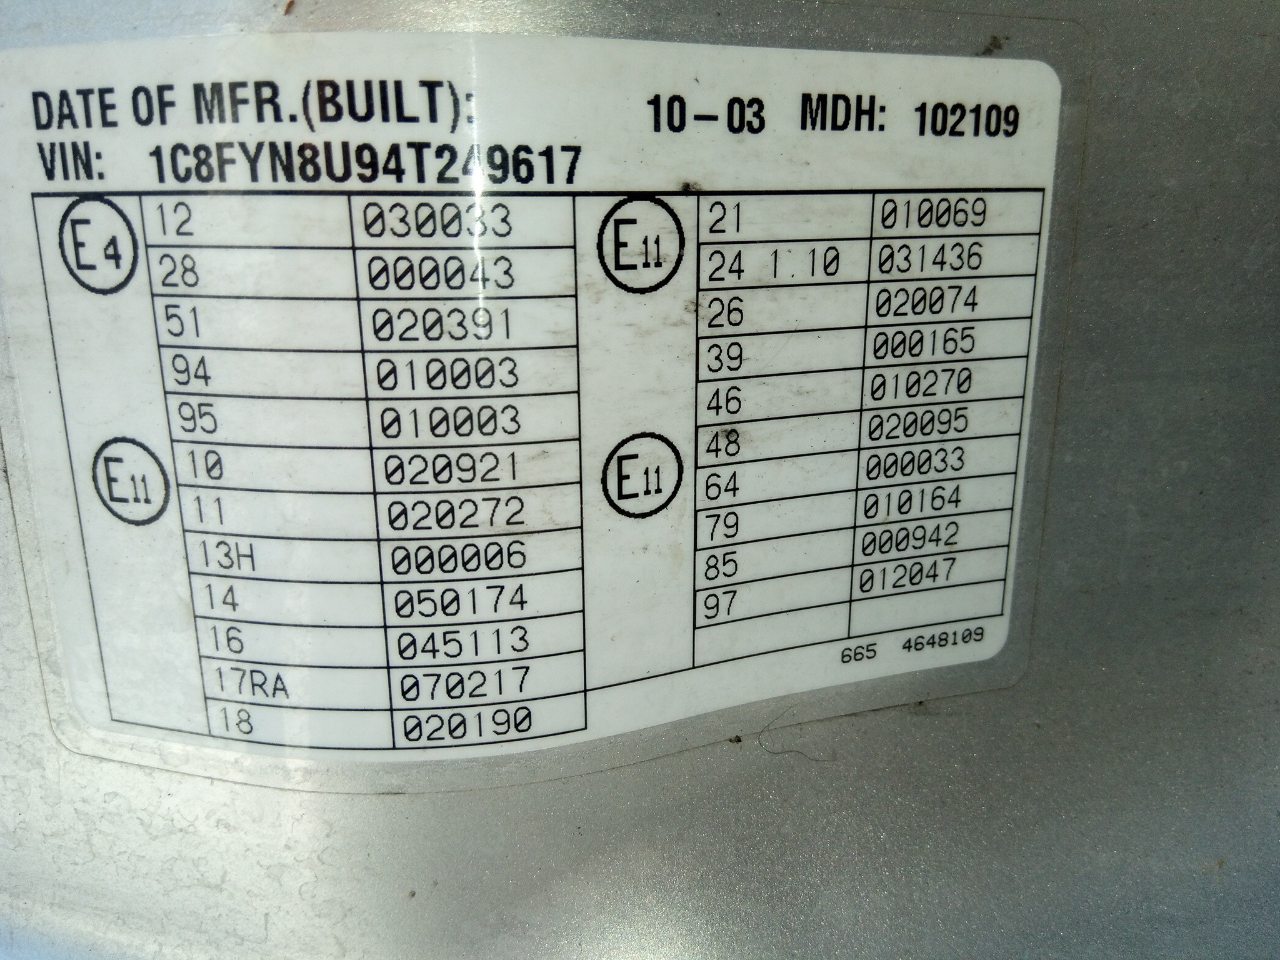 DATE OF MFR.(BUILT): 10-03 MDH: 102109
VIN: 1C8FYN8U94T249617
E4
12 030033
28 000043
51 020391
94 010003
95 010003
E11
10 020921
11 020272
13H 000006
14 050174
16 045113
17RA 070217
18 020190
E11
21 010069
24 1.10 031436
26 020074
39 000165
46 010270
E11
48 020095
64 000033
79 010164
85 000942
97 012047
665 4648109